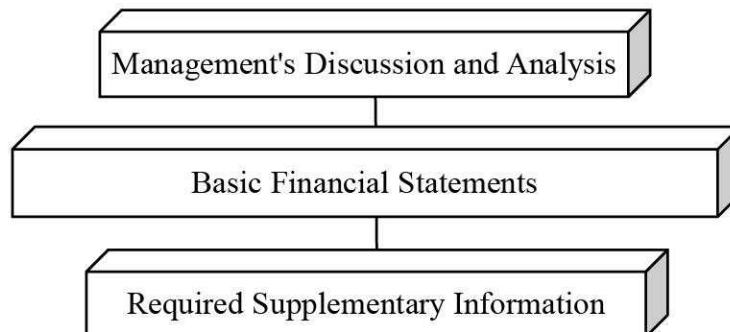 Management's Discussion and Analysis
Basic Financial Statements
Required Supplementary Information